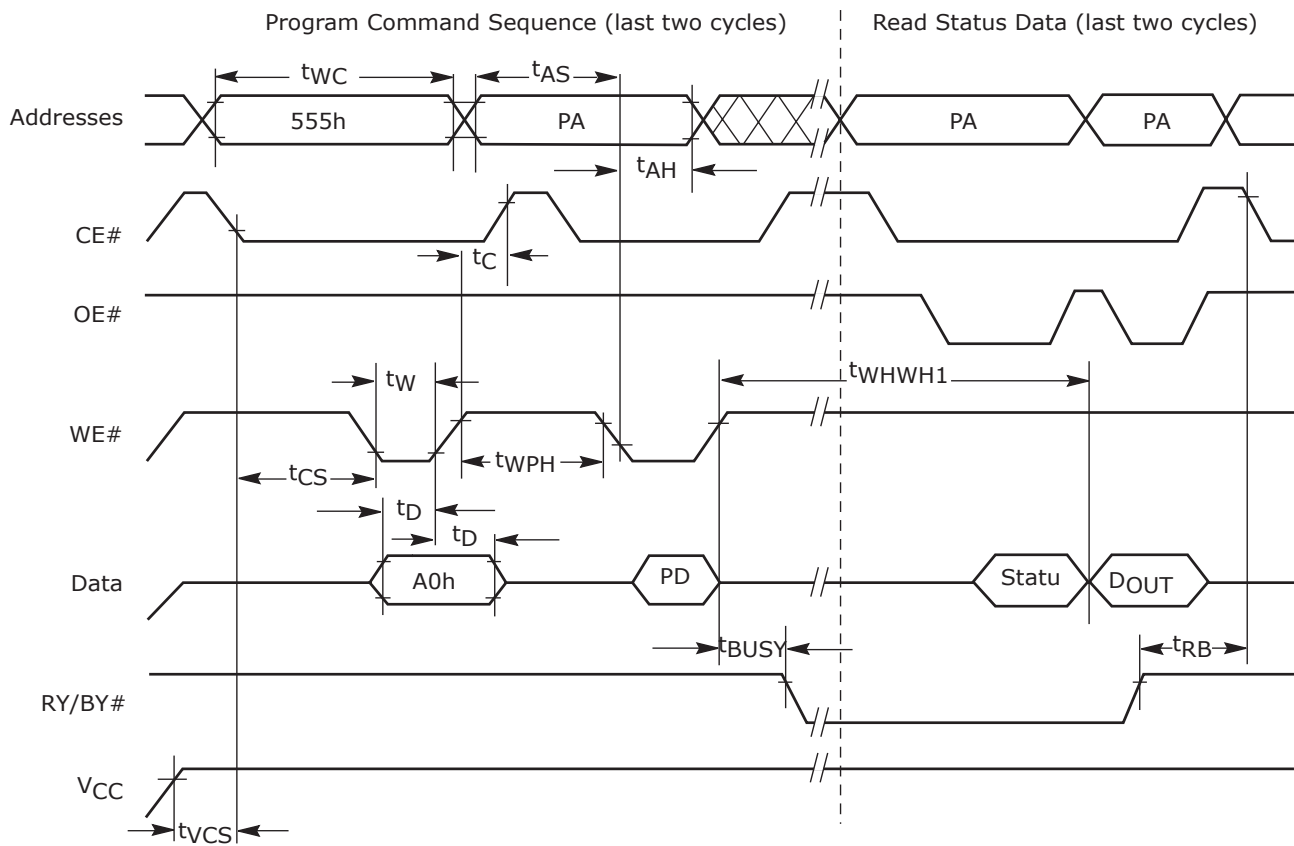 Program Command Sequence (last two cycles)
Read Status Data (last two cycles)
tWC
tAS
Addresses
555h
PA
PA
PA
tAH
CE#
tC
OE#
tW
tWHWH1
WE#
tCS
tWPH
tD
tD
Data
A0h
PD
Statu
DOUT
tBUSY
tRB
RY/BY#
VCC
tVCS